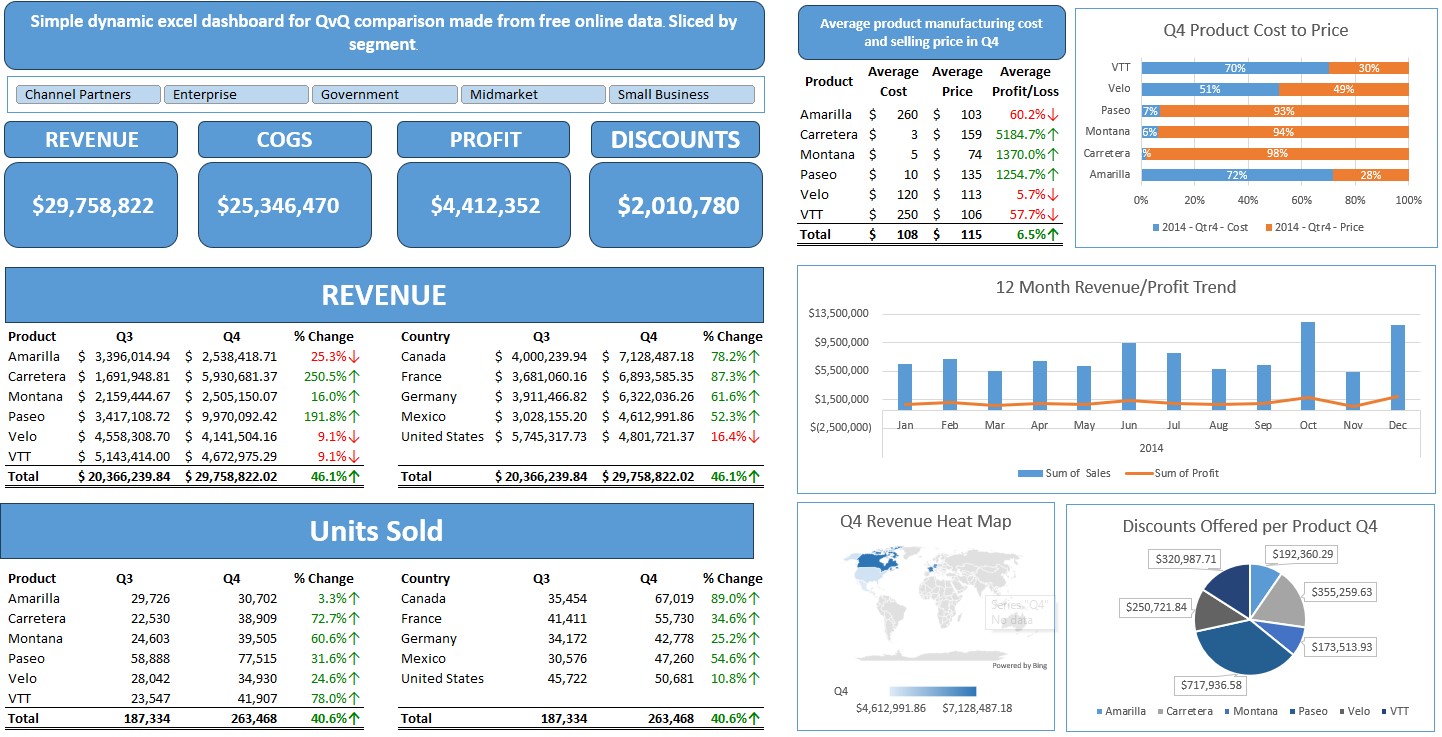 Simple dynamic excel dashboard for QvQ comparison made from free online data. Sliced by
segment.
Channel Partners Enterprise Government Midmarket Small Business
REVENUE COGS PROFIT DISCOUNTS
$29,758,822 $25,346,470 $4,412,352 $2,010,780
REVENUE
Product Q3 Q4 % Change
Amarilla $ 3,396,014.94 $ 2,538,418.71 25.3%↓
Carretera $ 1,691,948.81 $ 5,930,681.37 250.5%↑
Montana $ 2,159,444.67 $ 2,505,150.07 16.0%↑
Paseo $ 3,417,108.72 $ 9,970,092.42 191.8%↑
Velo $ 4,558,308.70 $ 4,141,504.16 9.1%↓
VTT $ 5,143,414.00 $ 4,672,975.29 9.1%↓
Total $ 20,366,239.84 $ 29,758,822.02 46.1%↑
Country Q3 Q4 % Change
Canada $ 4,000,239.94 $ 7,128,487.18 78.2%↑
France $ 3,681,060.16 $ 6,893,585.35 87.3%↑
Germany $ 3,911,466.82 $ 6,322,036.26 61.6%↑
Mexico $ 3,028,155.20 $ 4,612,991.86 52.3%↑
United States $ 5,745,317.73 $ 4,801,721.37 16.4%↓
Total $ 20,366,239.84 $ 29,758,822.02 46.1%↑
Units Sold
Product Q3 Q4 % Change
Amarilla 29,726 30,702 3.3%↑
Carretera 22,530 38,909 72.7%↑
Montana 24,603 39,505 60.6%↑
Paseo 58,888 77,515 31.6%↑
Velo 28,042 34,930 24.6%↑
VTT 23,547 41,907 78.0%↑
Total 187,334 263,468 40.6%↑
Country Q3 Q4 % Change
Canada 35,454 67,019 89.0%↑
France 41,411 55,730 34.6%↑
Germany 34,172 42,778 25.2%↑
Mexico 30,576 47,260 54.6%↑
United States 45,722 50,681 10.8%↑
Total 187,334 263,468 40.6%↑
Average product manufacturing cost
and selling price in Q4
Product Average Average Average
Cost Price Profit/Loss
Amarilla $ 260 $ 103 60.2%↓
Carretera $ 3 $ 159 5184.7%↑
Montana $ 5 $ 74 1370.0%↑
Paseo $ 10 $ 135 1254.7%↑
Velo $ 120 $ 113 5.7%↓
VTT $ 250 $ 106 57.7%↓
Total $ 108 $ 115 6.5%↑
Q4 Product Cost to Price
VTT 70% 30%
Velo 51% 49%
Paseo 7% 93%
Montana 6% 94%
Carretera % 98%
Amarilla 72% 28%
0% 20% 40% 60% 80% 100%
2014 - Qtr4 - Cost 2014 - Qtr4 - Price
12 Month Revenue/Profit Trend
$13,500,000
$9,500,000
$5,500,000
$1,500,000
$(2,500,000)
Jan Feb Mar Apr May Jun Jul Aug Sep Oct Nov Dec
2014
Sum of Sales Sum of Profit
Q4 Revenue Heat Map
Series "Q4"
No data
Powered by Bing
Q4
$4,612,991.86 $7,128,487.18
Discounts Offered per Product Q4
$320,987.71 $192,360.29
$355,259.63
$250,721.84
$173,513.93
$717,936.58
Amarilla Carretera Montana Paseo Velo VTT